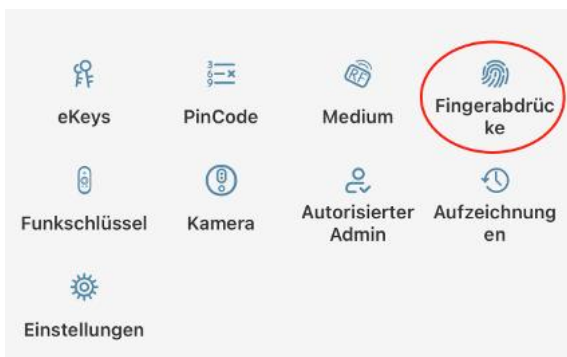 eKeys
PinCode
Medium
Fingerabdrüc
ke
Funkschlüssel
Kamera
Autorisierter
Admin
Aufzeichnung
en
Einstellungen